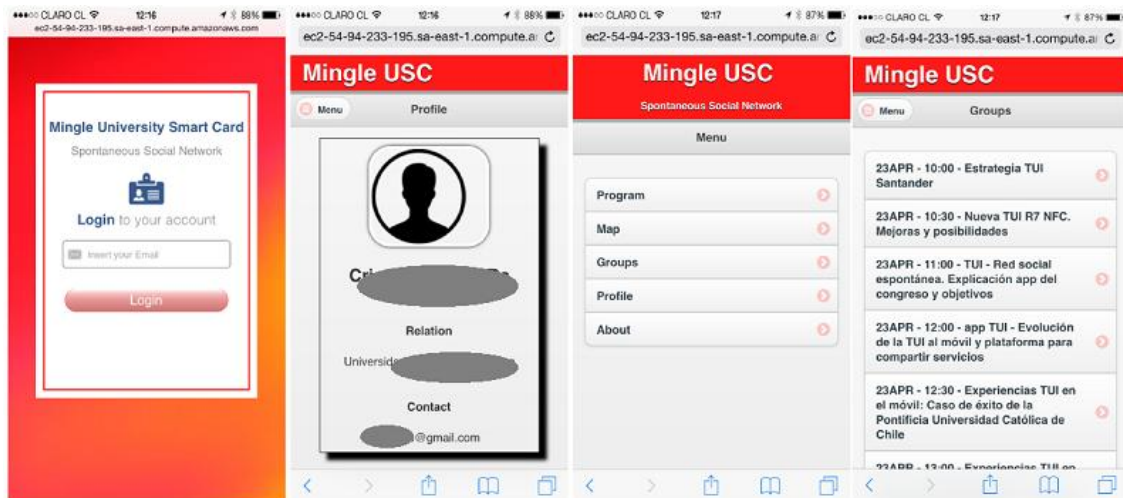 CLARO CL 12:16 88%
ec2-54-94-233-195.sa-east-1.compute.amazonaws.com
Mingle University Smart Card
Spontaneous Social Network
Login to your account
Insert your Email
Login
CLARO CL 12:16 88%
ec2-54-94-233-195.sa-east-1.compute.a
Mingle USC
Menu Profile
Relation
Contact
@gmail.com
CLARO CL 12:17 87%
ec2-54-94-233-195.sa-east-1.compute.a
Mingle USC
Spontaneous Social Network
Menu
Program
Map
Groups
Profile
About
CLARO CL 12:17 87%
ec2-54-94-233-195.sa-east-1.compute.a
Mingle USC
Menu Groups
23APR - 10:00 - Estrategia TUI
Santander
23APR - 10:30 - Nueva TUI R7 NFC.
Mejoras y posibilidades
23APR - 11:00 - TUI - Red social
espontánea. Explicación app del
congreso y objetivos
23APR - 12:00 - app TUI - Evolución
de la TUI al móvil y plataforma para
compartir servicios
23APR - 12:30 - Experiencias TUI en
el móvil: Caso de éxito de la
Pontificia Universidad Católica de
Chile
23APR - 13:00 - Experiencias TUI en